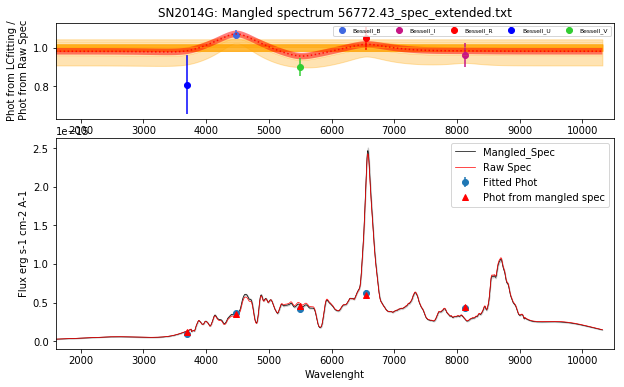 SN2014G: Mangled spectrum 56772.43_spec_extended.txt
Phot from LCfitting /
Phot from Raw Spec
1.0
0.8
Bessell_B Bessell_I Bessell_R Bessell_U Bessell_V
2000 3000 4000 5000 6000 7000 8000 9000 10000
Flux erg s-1 cm-2 A-1
2.5
2.0
1.5
1.0
0.5
0.0
Mangled_Spec
Raw Spec
Fitted Phot
Phot from mangled spec
2000 3000 4000 5000 6000 7000 8000 9000 10000
Wavelenght